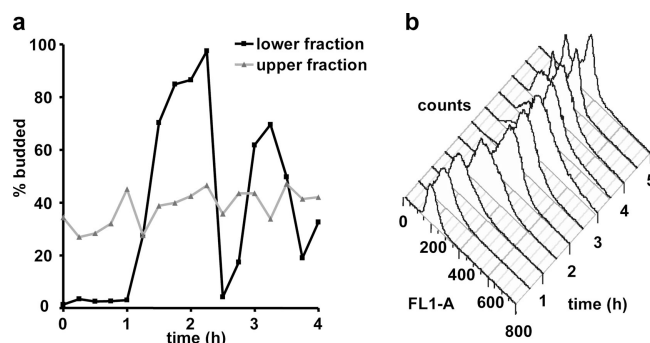 a
100
80
60
40
20
0
% budded
0 1 2 3 4
time (h)
lower fraction
upper fraction
b
counts
0
200
400
600
800
FL1-A
1
2
3
4
5
time (h)